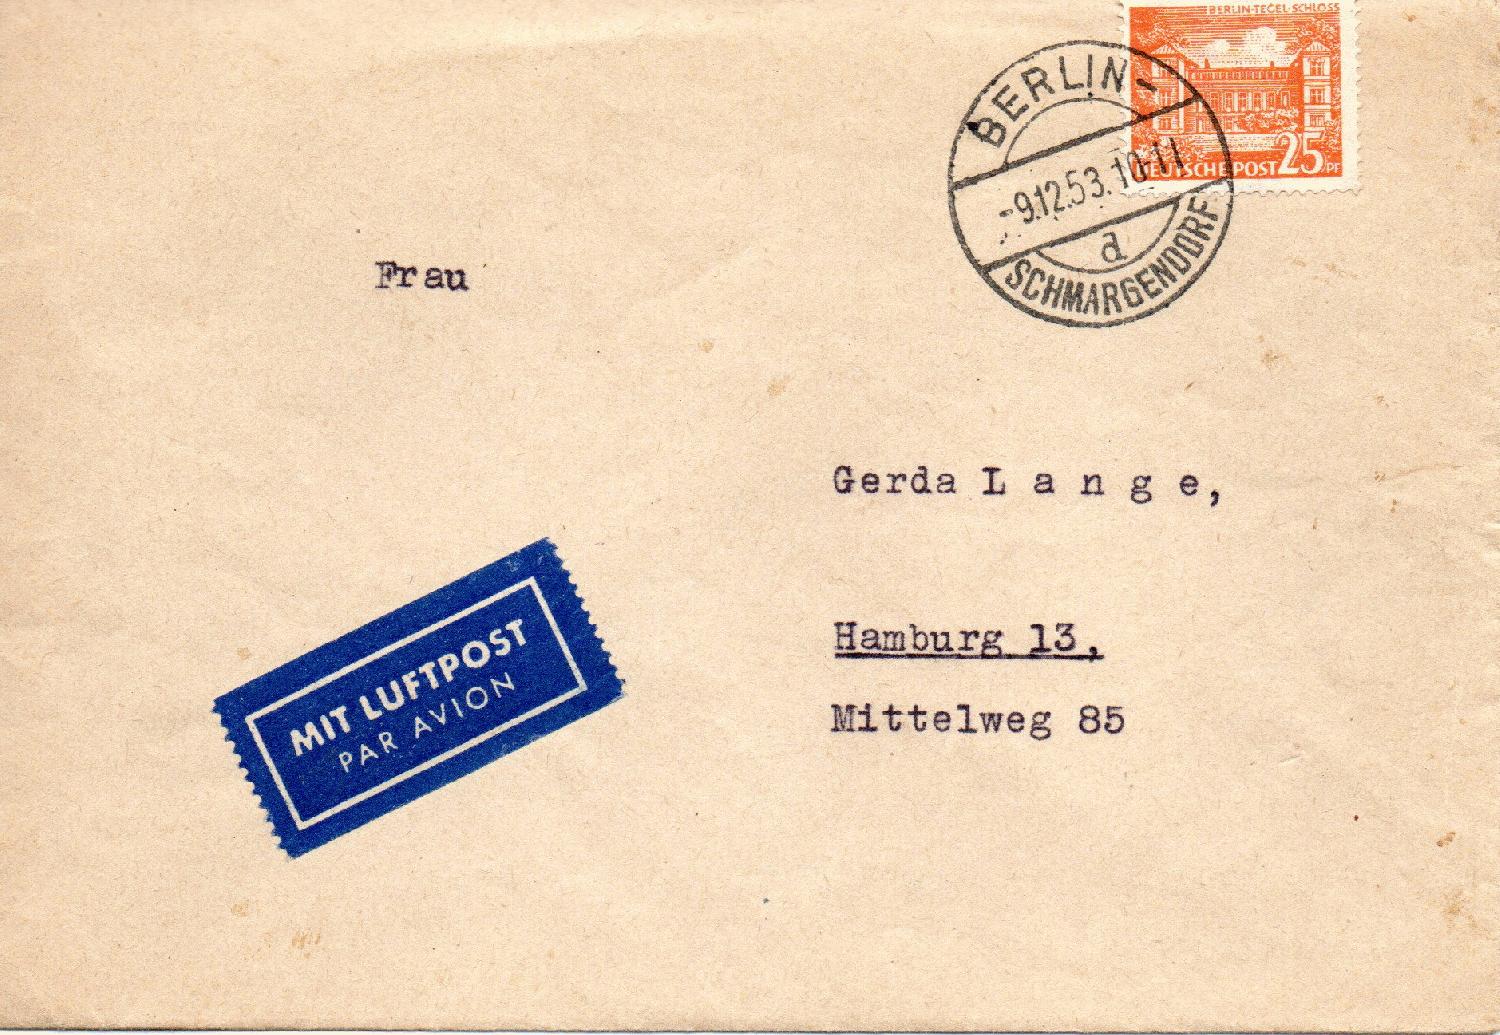 BERLIN-TEGEL·SCHLOSS
DEUTSCHE POST 25 PF
BERLIN-
-9.12.53.10-11
a
SCHMARGENDORF
Frau
Gerda L a n g e,
MIT LUFTPOST
PAR AVION
Hamburg 13,
Mittelweg 85